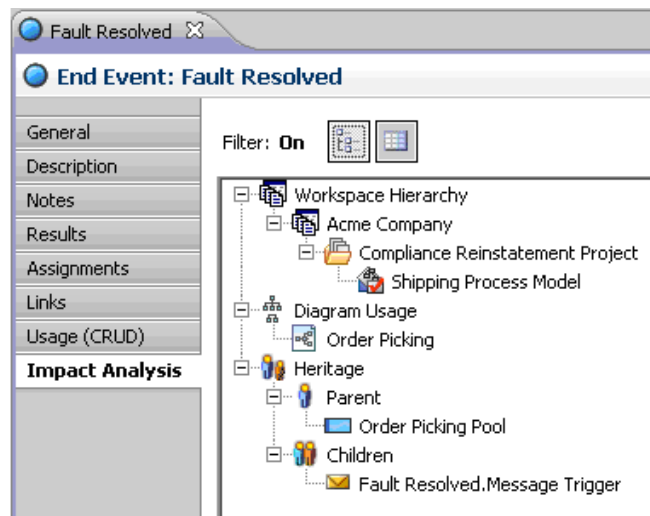 Fault Resolved
End Event: Fault Resolved
General
Description
Notes
Results
Assignments
Links
Usage (CRUD)
Impact Analysis
Filter: On
Workspace Hierarchy
Acme Company
Compliance Reinstatement Project
Shipping Process Model
Diagram Usage
Order Picking
Heritage
Parent
Order Picking Pool
Children
Fault Resolved.Message Trigger